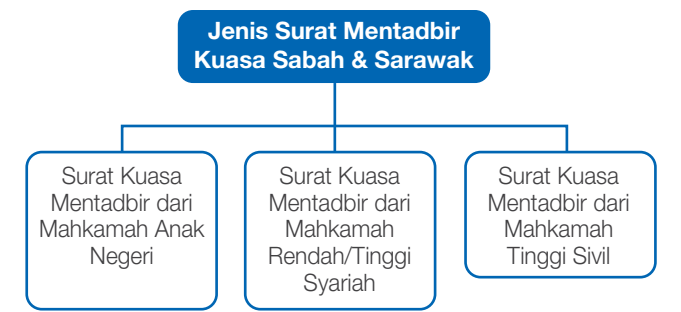 Jenis Surat Mentadbir
Kuasa Sabah & Sarawak
Surat Kuasa
Mentadbir dari
Mahkamah Anak
Negeri
Surat Kuasa
Mentadbir dari
Mahkamah
Rendah/Tinggi
Syariah
Surat Kuasa
Mentadbir dari
Mahkamah
Tinggi Sivil